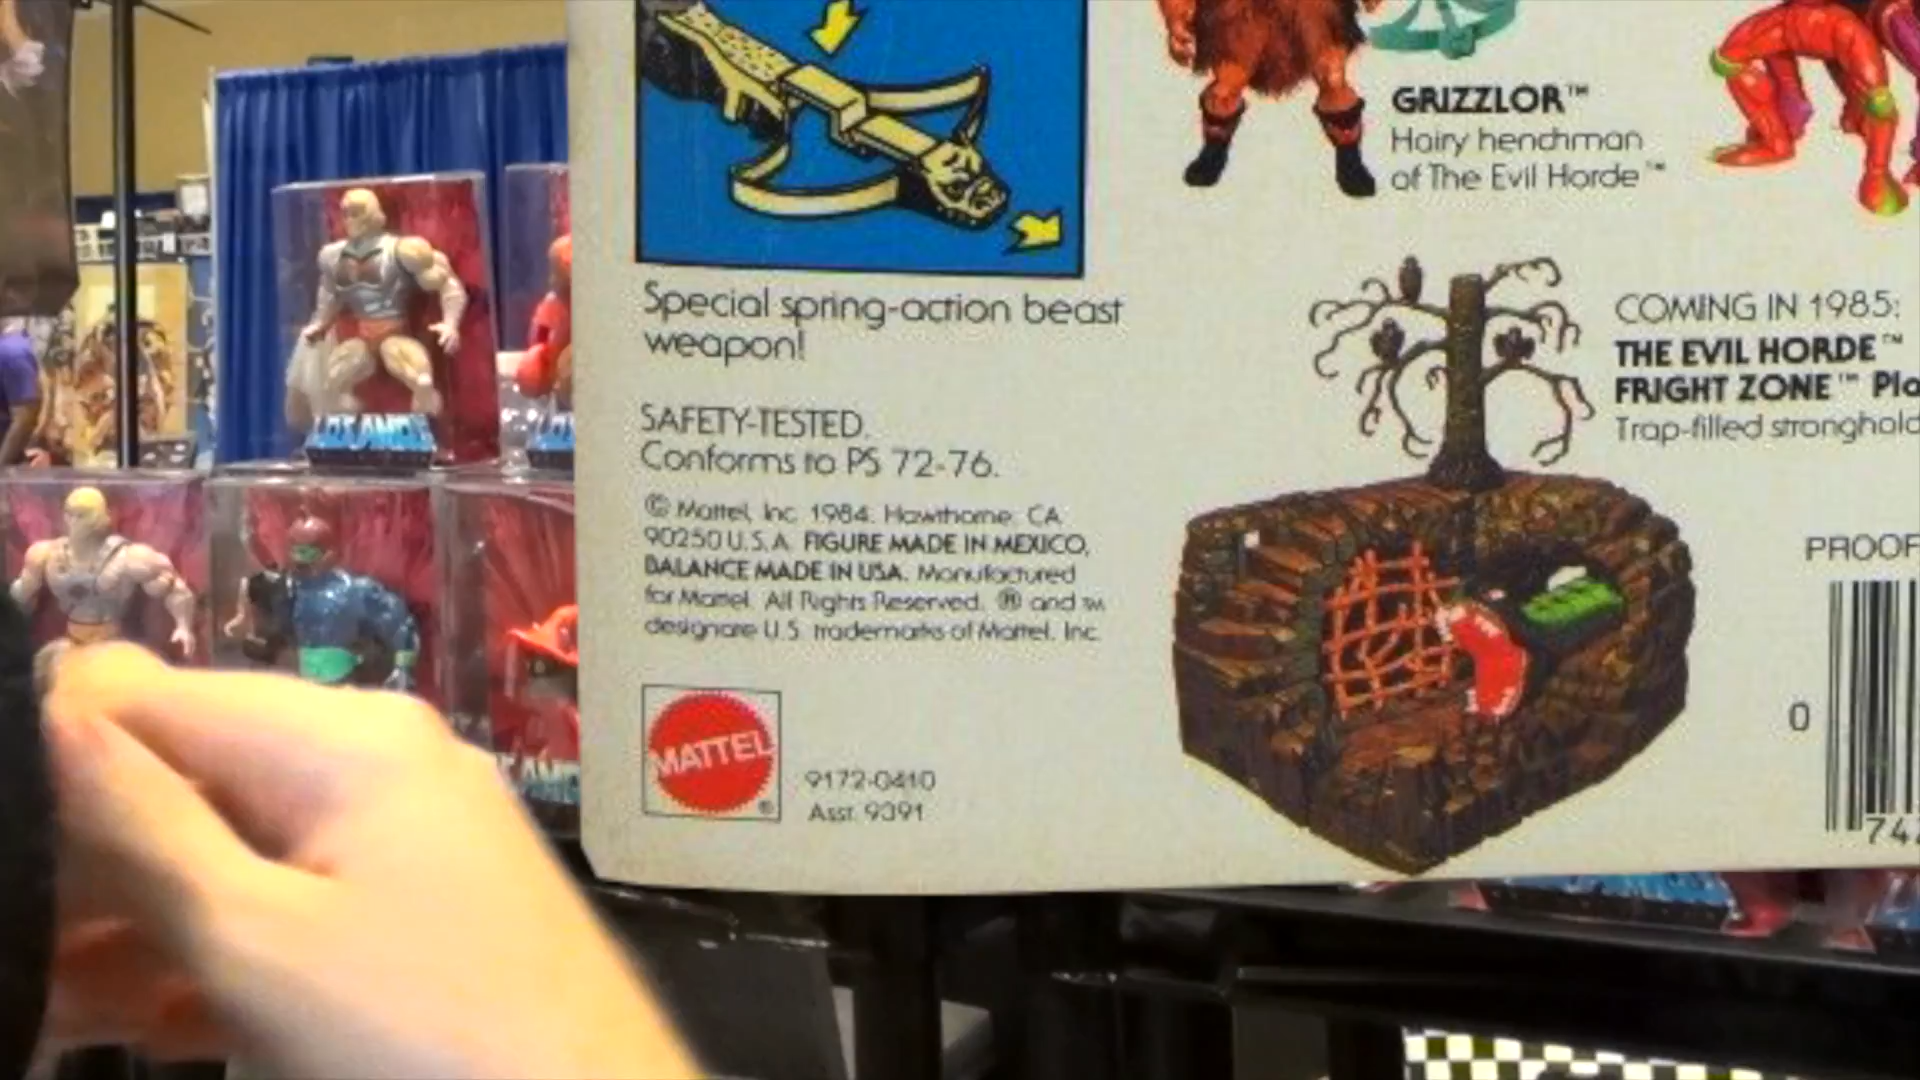 GRIZZLOR™
Hairy henchman
of The Evil Horde™
Special spring-action beast
weapon!
COMING IN 1985:
THE EVIL HORDE™
FRIGHT ZONE™ Pla
Trap-filled stronghold
SAFETY-TESTED.
Conforms to PS 72-76.
© Mattel, Inc. 1984. Hawthorne, CA
90250 U.S.A. FIGURE MADE IN MEXICO,
BALANCE MADE IN USA. Manufactured
for Mattel. All Rights Reserved. ® and ™
designate U.S. trademarks of Mattel, Inc.
PROOF
MATTEL®
9172-0410
Asst. 9391
0
742